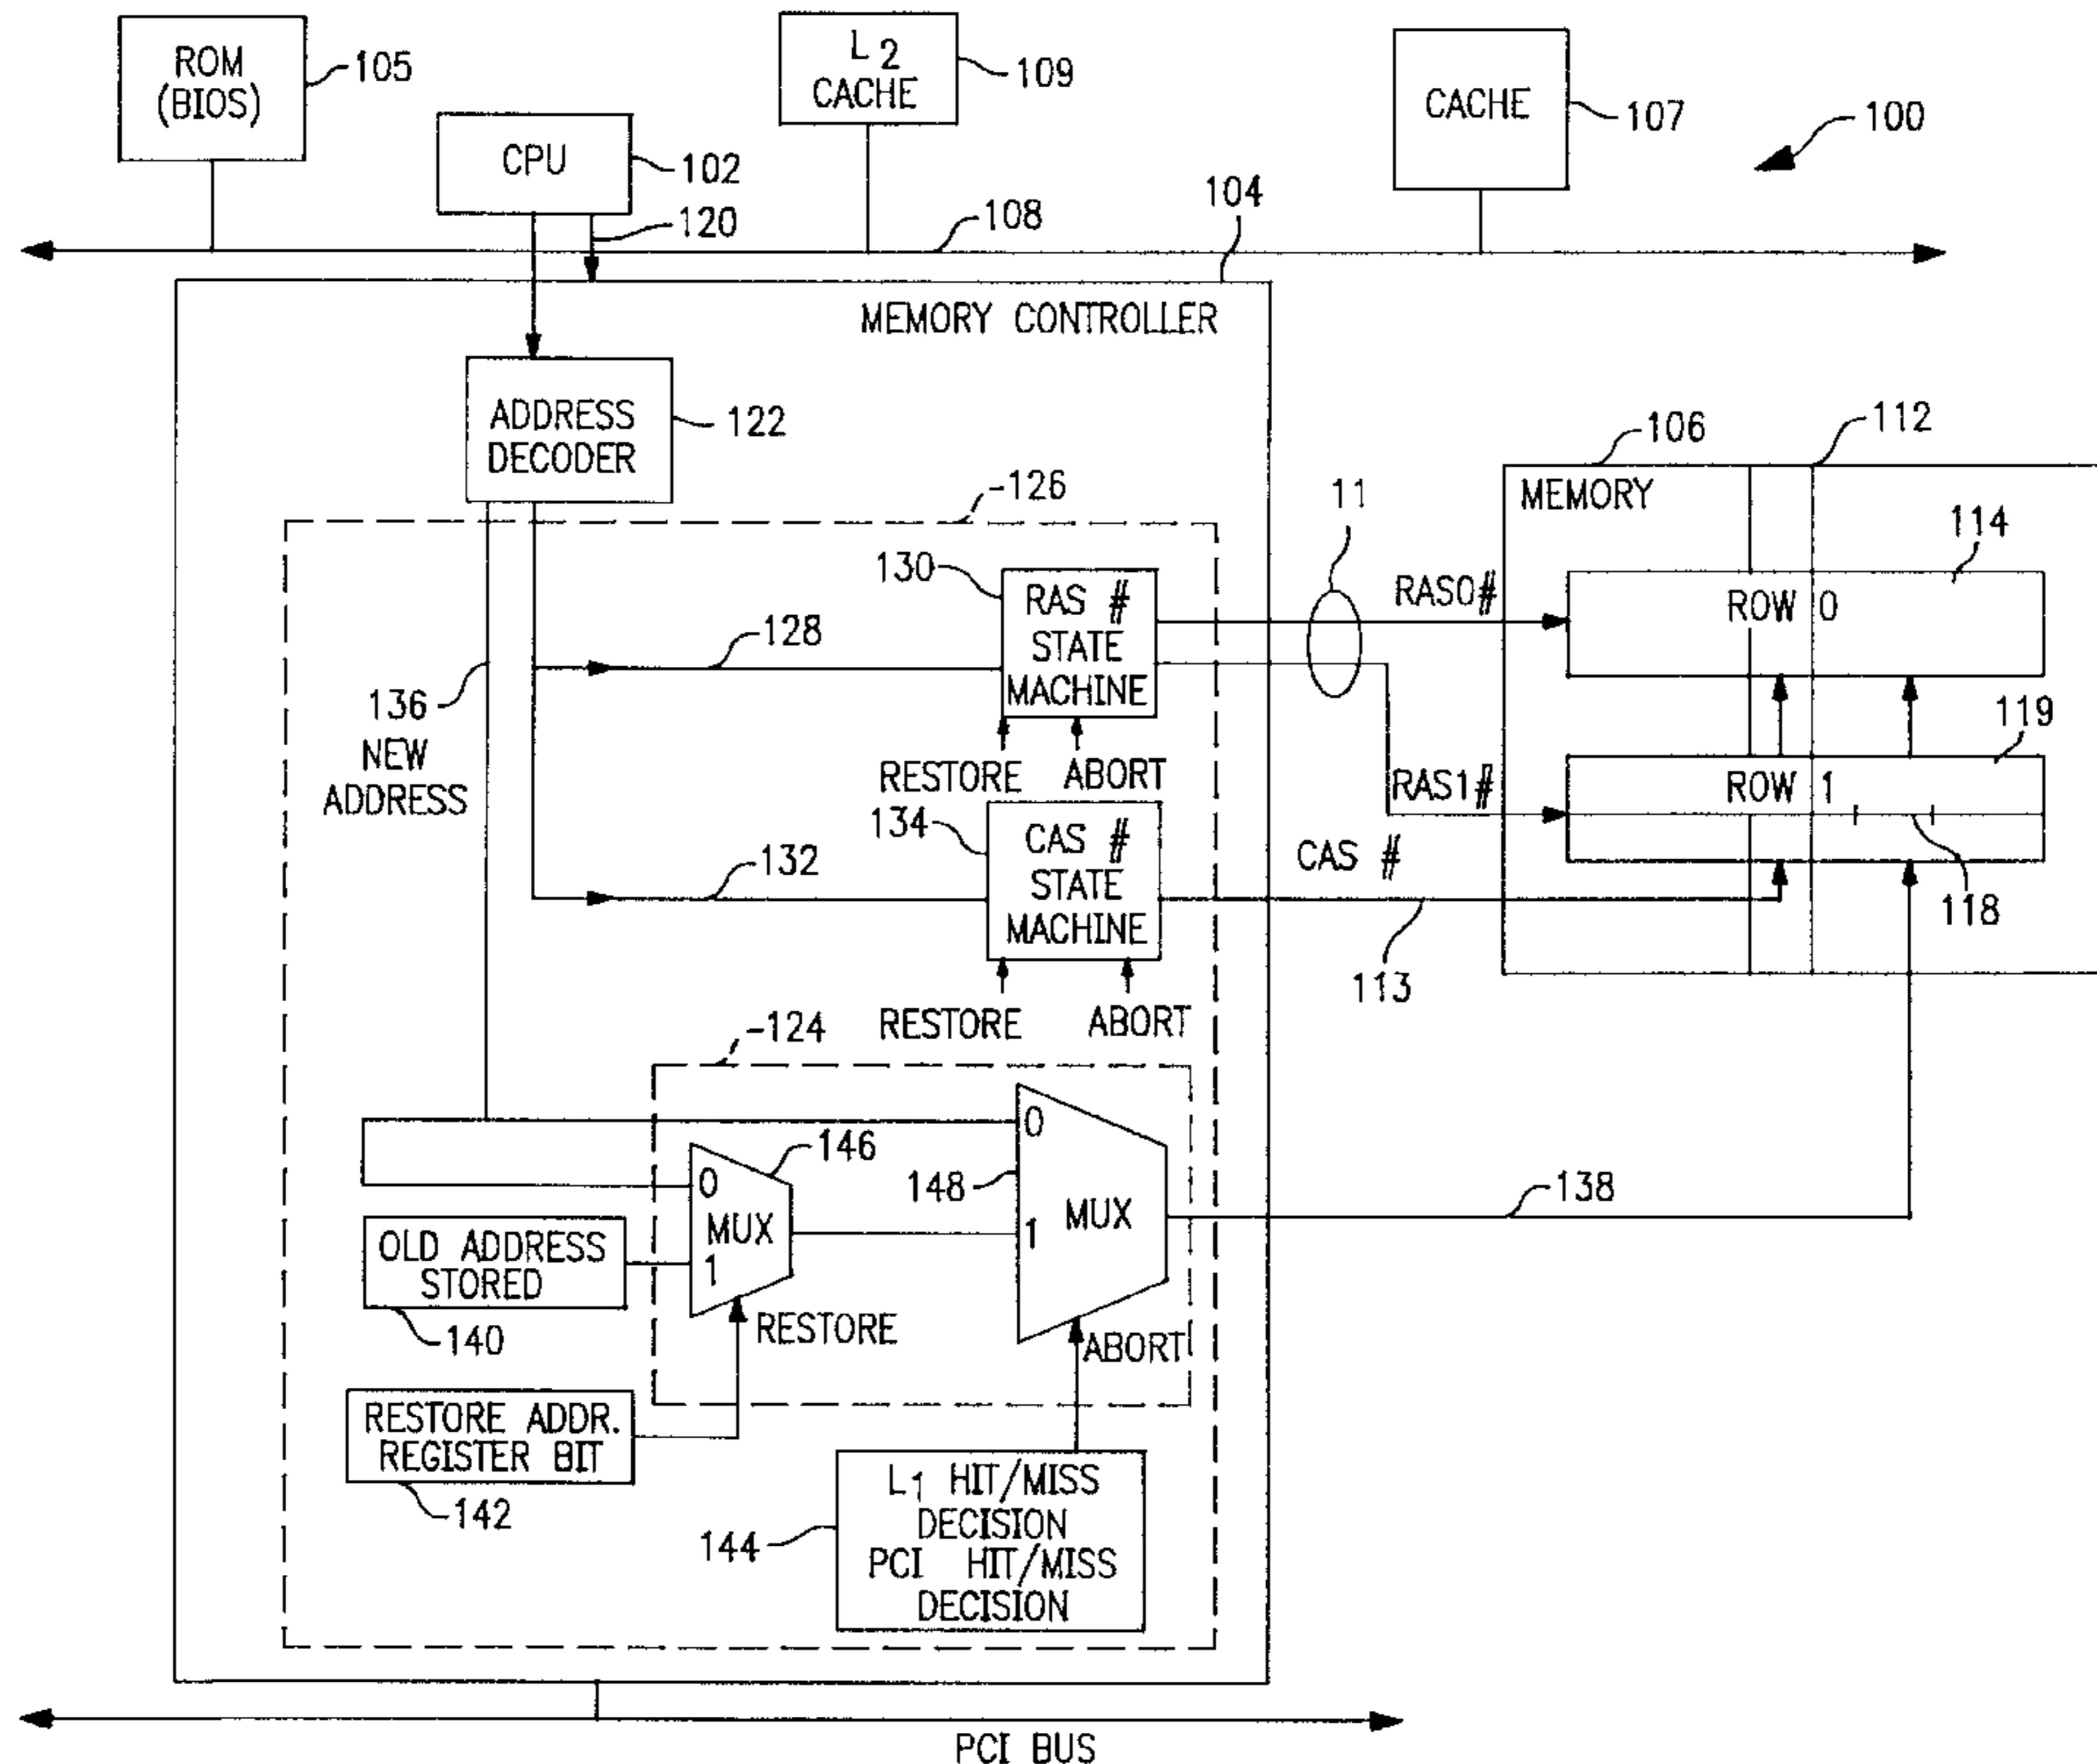 ROM
(BIOS)
105
L2
CACHE
109
CACHE
107
100
CPU
102
120
108
104
MEMORY CONTROLLER
ADDRESS
DECODER
122
106
112
MEMORY
-126
11
114
130
RAS #
STATE
MACHINE
RAS0#
ROW 0
128
136
NEW
ADDRESS
RESTORE
ABORT
RAS1#
119
ROW 1
134
CAS #
STATE
MACHINE
CAS #
132
118
113
RESTORE
ABORT
-124
0
146
0
148
MUX
1
MUX
1
138
OLD ADDRESS
STORED
140
RESTORE
ABORT
RESTORE ADDR.
REGISTER BIT
142
L1 HIT/MISS
DECISION
PCI HIT/MISS
DECISION
144
PCI BUS